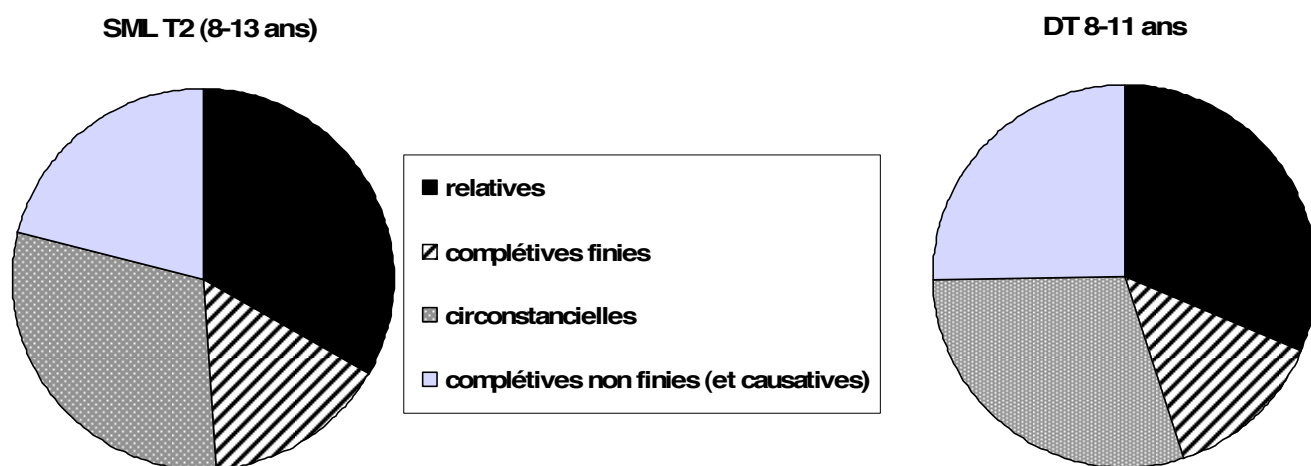 SML T2 (8-13 ans)
DT 8-11 ans
relatives
complétives finies
circonstancielles
complétives non finies (et causatives)